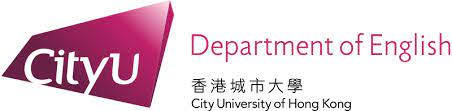 CityU
Department of English
香港城市大學
City University of Hong Kong